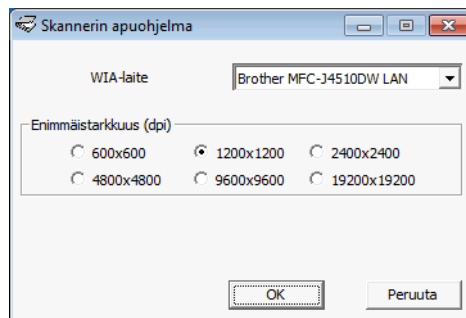 Skannerin apuohjelma
WIA-laite Brother MFC-J4510DW LAN
Enimmäistarkkuus (dpi)
600x600 1200x1200 2400x2400
4800x4800 9600x9600 19200x19200
OK Peruuta